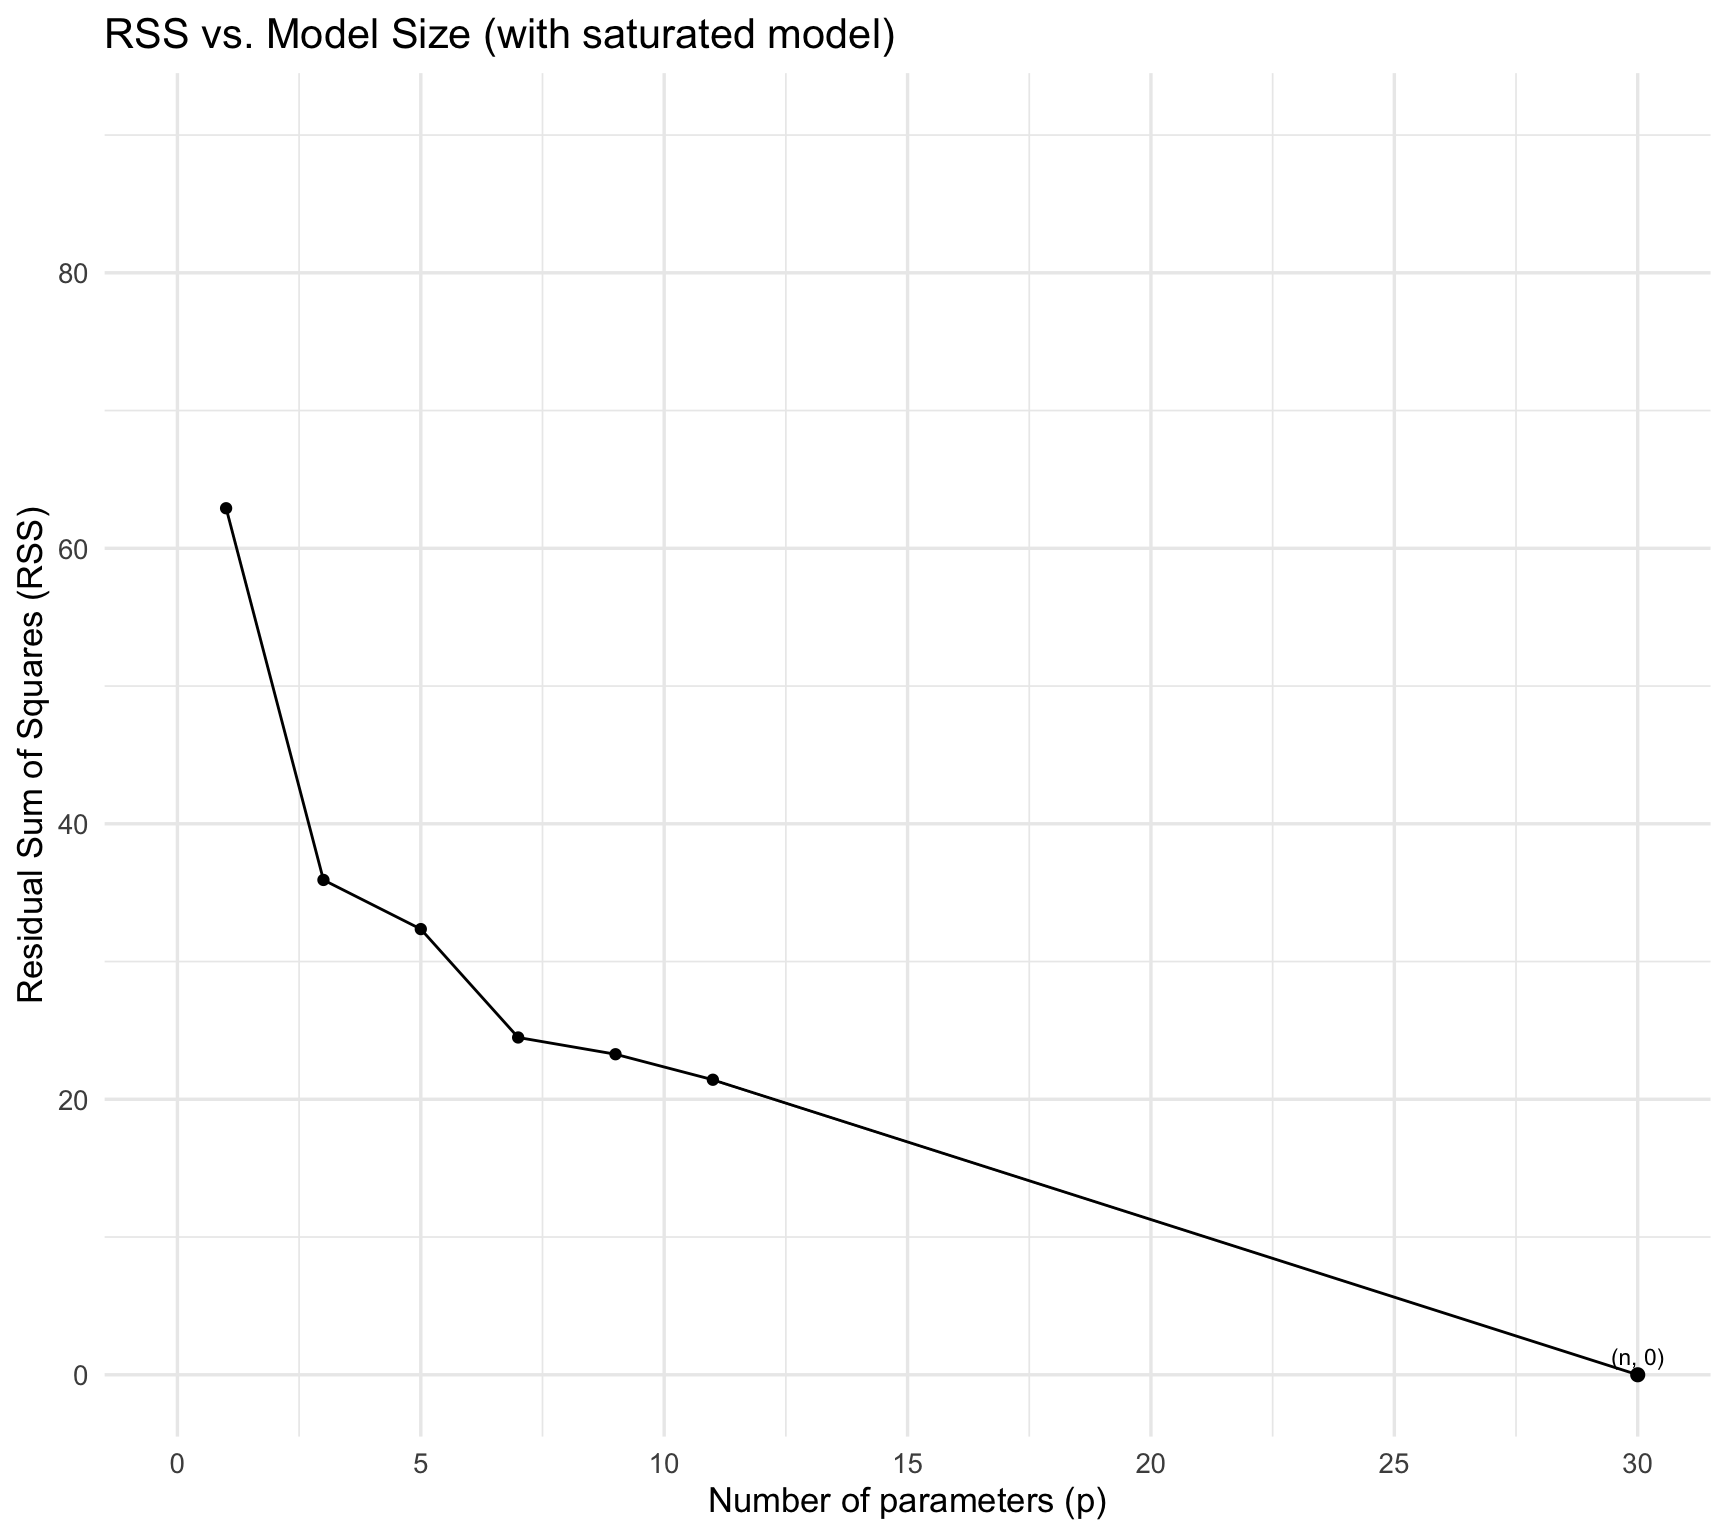 RSS vs. Model Size (with saturated model)
Residual Sum of Squares (RSS)
80
60
40
20
0
(n, 0)
0 5 10 15 20 25 30
Number of parameters (p)